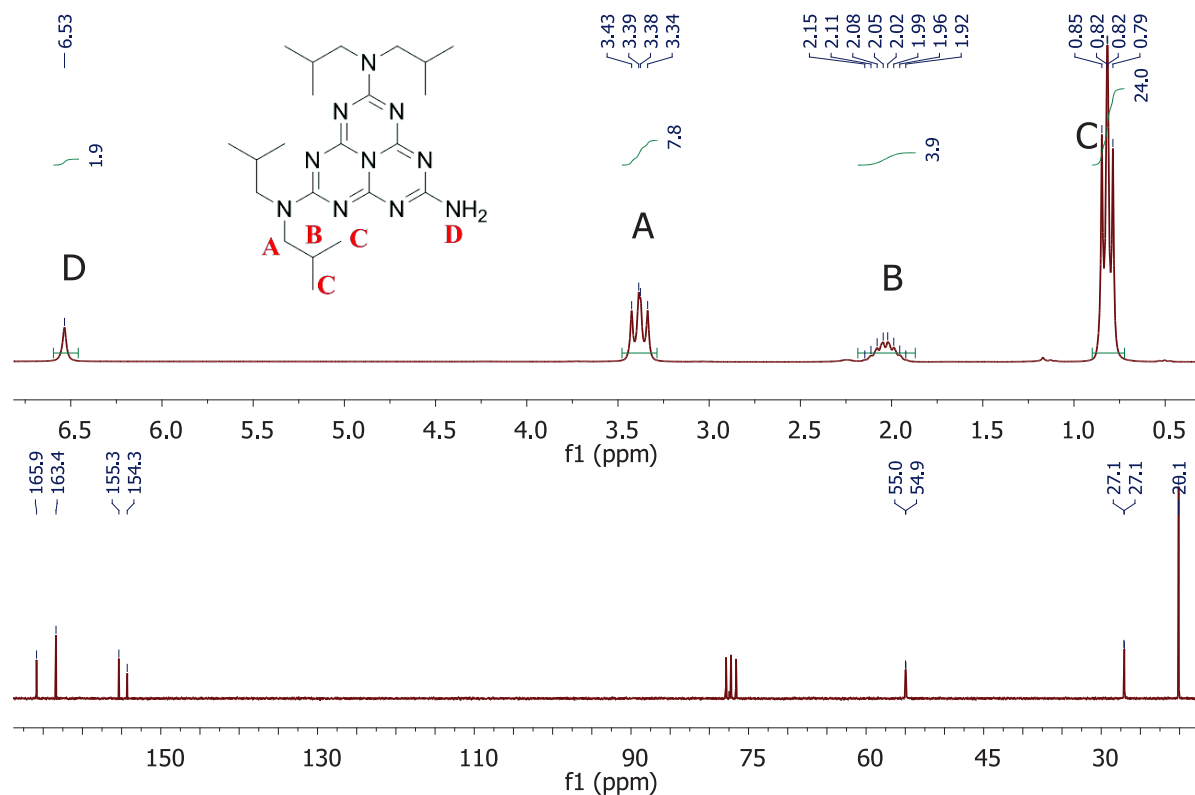 6.53
3.43
3.39
3.38
3.34
2.15
2.11
2.08
2.05
2.02
1.99
1.96
1.92
0.85
0.82
0.82
0.79
1.9
7.8
3.9
24.0
D
A
B
C
N
N
N
N
N
N
N
N
N
N
NH2
A
B
C
C
D
6.5 6.0 5.5 5.0 4.5 4.0 3.5 3.0 2.5 2.0 1.5 1.0 0.5
f1 (ppm)
165.9
163.4
155.3
154.3
55.0
54.9
27.1
27.1
20.1
150 130 110 90 75 60 45 30
f1 (ppm)